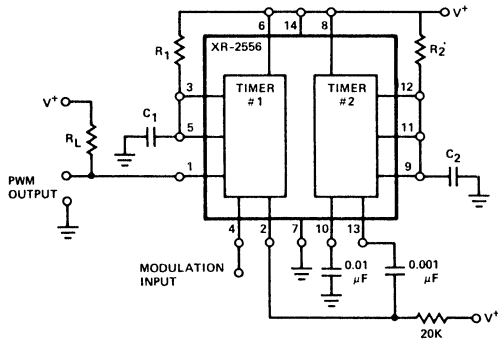 6 14 8 V+
R1 XR-2556 R2
TIMER #1
TIMER #2
3 12
V+ C1 5 11
RL 1 9 C2
PWM
OUTPUT
4 2 7 10 13
MODULATION
INPUT
0.01
µF
0.001
µF
20K
V+